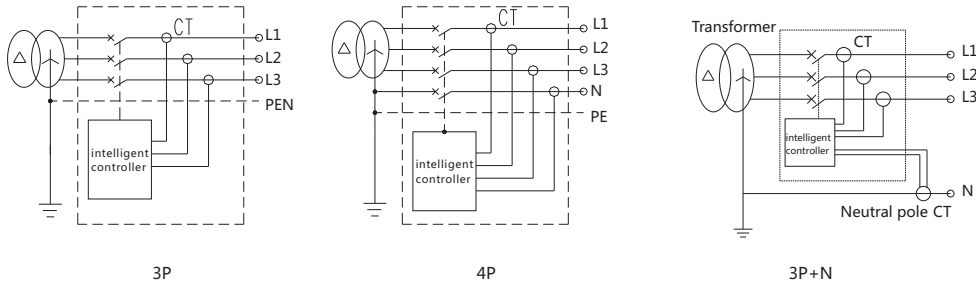 CT
L1
L2
L3
PEN
intelligent
controller
3P
CT
L1
L2
L3
N
PE
intelligent
controller
4P
Transformer
CT
L1
L2
L3
intelligent
controller
N
Neutral pole CT
3P+N